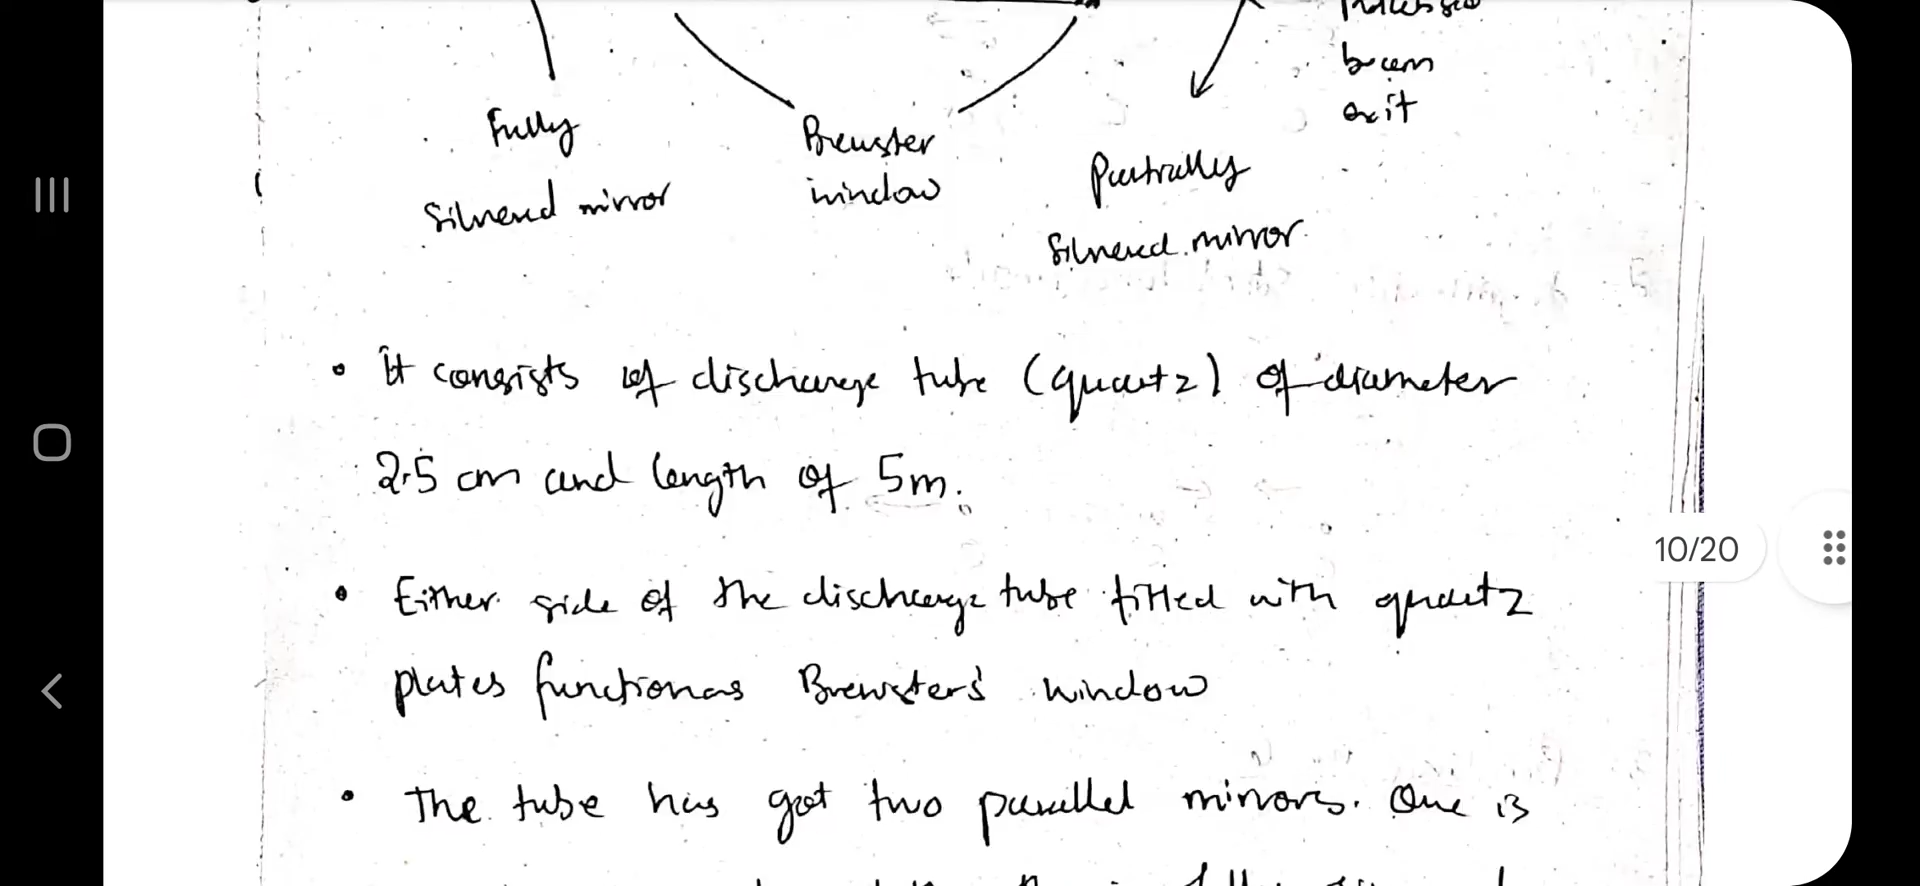 beam
exit
Fully
Silvered mirror
Brewster
window
Partially
Silvered mirror
• It consists of discharge tube (quartz) of diameter
2.5 cm and length of 5m.
• Either side of the discharge tube fitted with quartz
plates functionas Brewster's window
10/20
• The tube has got two parallel mirrors. One is